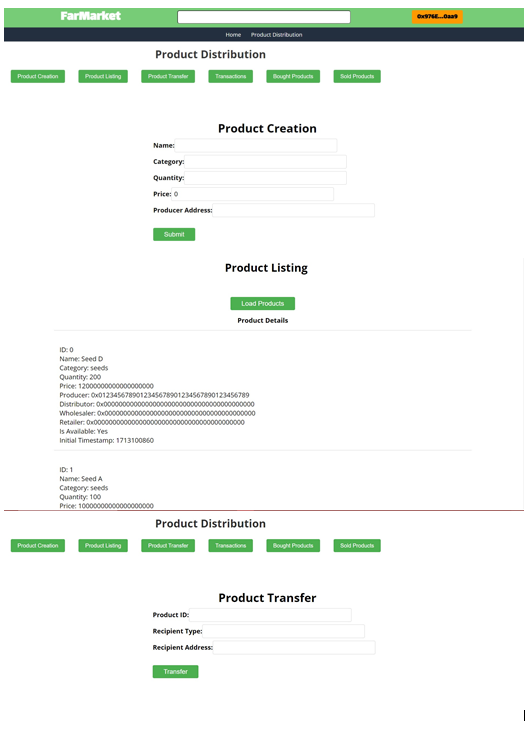 FarMarket 0x976E...0aa9
Home Product Distribution
Product Distribution
Product Creation Product Listing Product Transfer Transactions Bought Products Sold Products
Product Creation
Name:
Category:
Quantity:
Price: 0
Producer Address:
Submit
Product Listing
Load Products
Product Details
ID: 0
Name: Seed D
Category: seeds
Quantity: 200
Price: 12000000000000000000
Producer: 0x0123456789012345678901234567890123456789
Distributor: 0x0000000000000000000000000000000000000000
Wholesaler: 0x0000000000000000000000000000000000000000
Retailer: 0x0000000000000000000000000000000000000000
Is Available: Yes
Initial Timestamp: 1713100860
ID: 1
Name: Seed A
Category: seeds
Quantity: 100
Price: 10000000000000000000
Product Distribution
Product Creation Product Listing Product Transfer Transactions Bought Products Sold Products
Product Transfer
Product ID:
Recipient Type:
Recipient Address:
Transfer